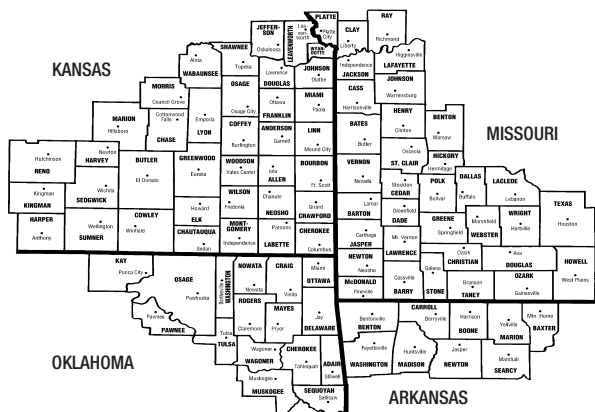 KANSAS
MISSOURI
OKLAHOMA
ARKANSAS
PLATTE
Platte
City
CLAY
Liberty
RAY
Richmond
JEFFER-
SON
Oskaloosa
LEAVENWORTH
Lea-
ven-
worth
WYAN-
DOTTE
Independence
JACKSON
Higginsville
LAFAYETTE
Alma
WABAUNSEE
SHAWNEE
Topeka
Lawrence
DOUGLAS
JOHNSON
Olathe
CASS
Harrisonville
JOHNSON
Warrensburg
MORRIS
Council Grove
OSAGE
Osage City
Ottawa
FRANKLIN
MIAMI
Paola
HENRY
Clinton
BENTON
Warsaw
MARION
Hillsboro
Cottonwood
Falls
CHASE
Emporia
LYON
COFFEY
Burlington
ANDERSON
Garnett
LINN
Mound City
BATES
Butler
Osceola
ST. CLAIR
HICKORY
Hermitage
Hutchinson
RENO
Newton
HARVEY
BUTLER
El Dorado
GREENWOOD
Eureka
WOODSON
Yates Center
Iola
ALLEN
BOURBON
Ft. Scott
VERNON
Nevada
Stockton
CEDAR
POLK
Bolivar
DALLAS
Buffalo
LACLEDE
Lebanon
TEXAS
Houston
Kingman
KINGMAN
Wichita
SEDGWICK
Howard
ELK
WILSON
Fredonia
Chanute
NEOSHO
Girard
CRAWFORD
Lamar
BARTON
Greenfield
DADE
GREENE
Springfield
Marshfield
WEBSTER
WRIGHT
Hartville
HARPER
Anthony
Wellington
SUMNER
COWLEY
Winfield
CHAUTAUQUA
Sedan
MONT-
GOMERY
Independence
Parsons
LABETTE
CHEROKEE
Columbus
Carthage
JASPER
Mt. Vernon
LAWRENCE
Ozark
CHRISTIAN
Ava
DOUGLAS
HOWELL
West Plains
NEWTON
Neosho
McDONALD
Pineville
Cassville
BARRY
Galena
STONE
Branson
TANEY
OZARK
Gainesville
KAY
Ponca City
OSAGE
Pawhuska
Bartlesville
WASHINGTON
NOWATA
Nowata
CRAIG
Vinita
Miami
OTTAWA
Pawnee
PAWNEE
Tulsa
TULSA
ROGERS
Claremore
MAYES
Pryor
Jay
DELAWARE
Wagoner
WAGONER
CHEROKEE
Tahlequah
ADAIR
Stilwell
Muskogee
MUSKOGEE
SEQUOYAH
Sallisaw
Bentonville
BENTON
CARROLL
Berryville
Harrison
BOONE
Yellville
MARION
Mtn. Home
BAXTER
Fayetteville
WASHINGTON
Huntsville
MADISON
Jasper
NEWTON
Marshall
SEARCY